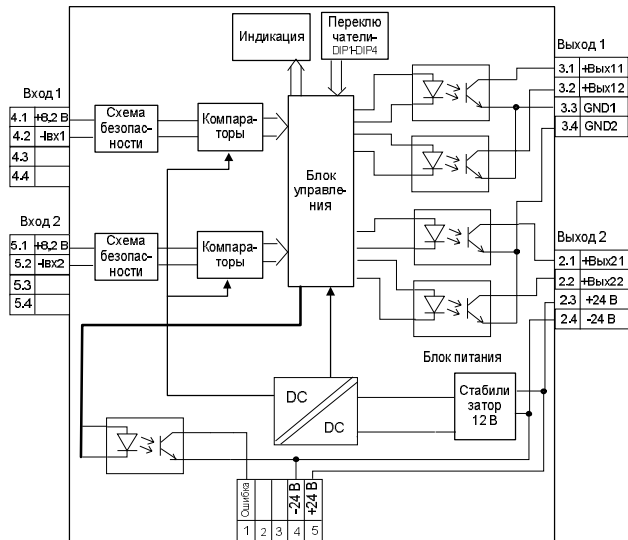 Индикация
Переклю
чатели-
DIP1-DIP4
Вход 1
4.1 +8,2 В
4.2 -Iвх1
4.3
4.4
Схема
безопас-
ности
Компара-
торы
Блок
управле-
ния
Выход 1
3.1 +Вых11
3.2 +Вых12
3.3 GND1
3.4 GND2
Вход 2
5.1 +8,2 В
5.2 -Iвх2
5.3
5.4
Схема
безопас-
ности
Компара-
торы
Выход 2
2.1 +Вых21
2.2 +Вых22
2.3 +24 В
2.4 -24 В
Блок питания
DC
DC
Стабили
затор
12 В
Ошибка
-24 В
+24 В
1 2 3 4 5